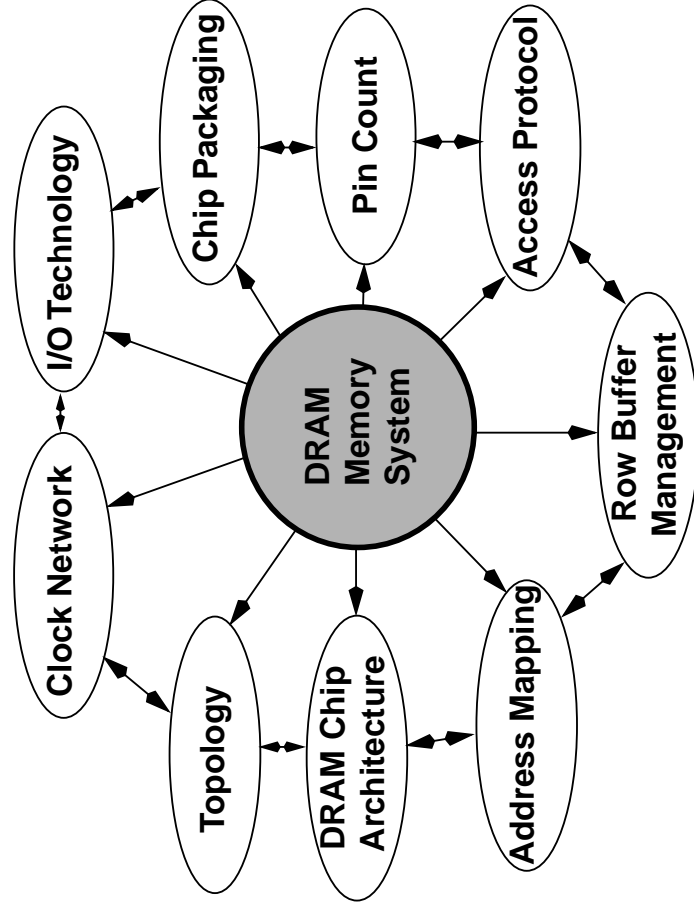 Clock Network
I/O Technology
Topology
Chip Packaging
DRAM
Memory
System
DRAM Chip
Architecture
Pin Count
Address Mapping
Access Protocol
Row Buffer
Management